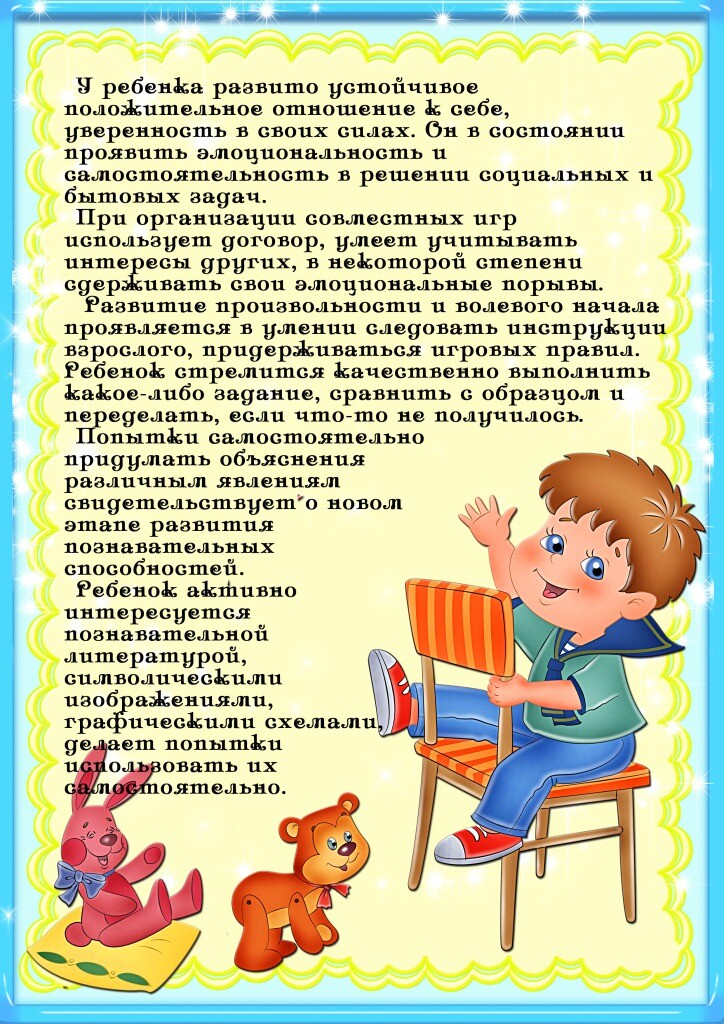 У ребенка развито устойчивое
положительное отношение к себе,
уверенность в своих силах. Он в состоянии
проявить эмоциональность и
самостоятельность в решении социальных и
бытовых задач.
При организации совместных игр
использует договор, умеет учитывать
интересы других, в некоторой степени
сдерживать свои эмоциональные порывы.
Развитие произвольности и волевого начала
проявляется в умении следовать инструкции
взрослого, придерживаться игровых правил.
Ребенок стремится качественно выполнить
какое-либо задание, сравнить с образцом и
переделать, если что-то не получилось.
Попытки самостоятельно
придумать объяснения
различным явлениям
свидетельствует о новом
этапе развития
познавательных
способностей.
Ребенок активно
интересуется
познавательной
литературой,
символическими
изображениями,
графическими схемами,
делает попытки
использовать их
самостоятельно.